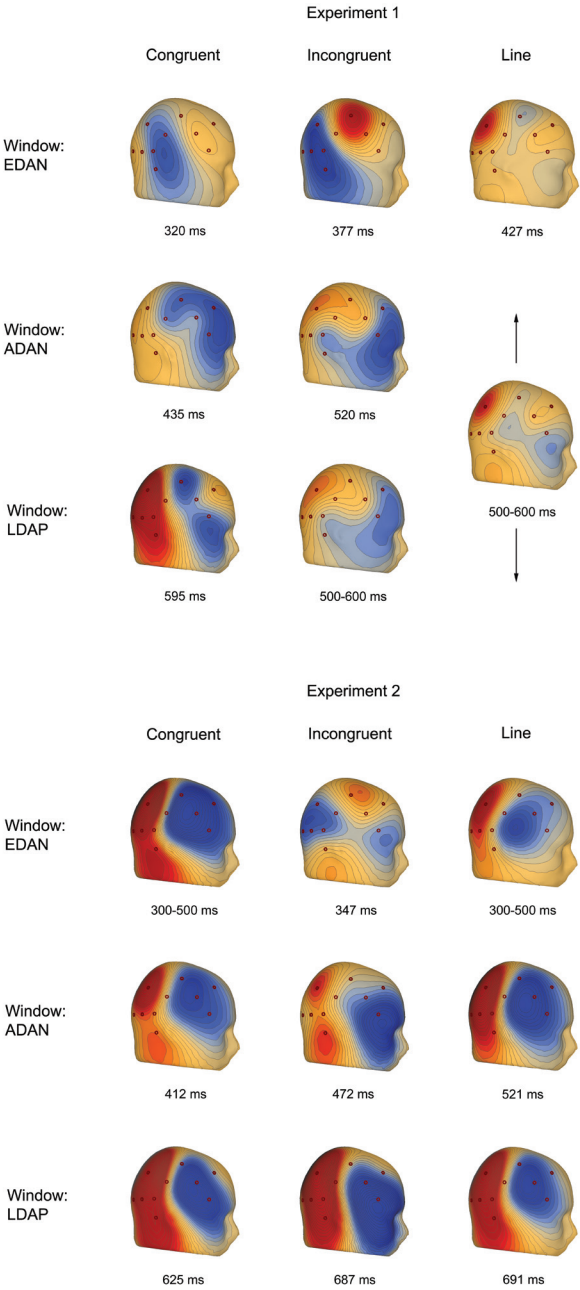 Experiment 1
Congruent Incongruent Line
Window:
EDAN
320 ms 377 ms 427 ms
Window:
ADAN
435 ms 520 ms
500-600 ms
Window:
LDAP
595 ms 500-600 ms
Experiment 2
Congruent Incongruent Line
Window:
EDAN
300-500 ms 347 ms 300-500 ms
Window:
ADAN
412 ms 472 ms 521 ms
Window:
LDAP
625 ms 687 ms 691 ms